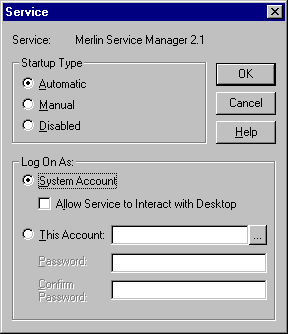 Service
Service: Merlin Service Manager 2.1
Startup Type
Automatic
Manual
Disabled
OK
Cancel
Help
Log On As:
System Account
Allow Service to Interact with Desktop
This Account:
...
Password:
Confirm
Password: